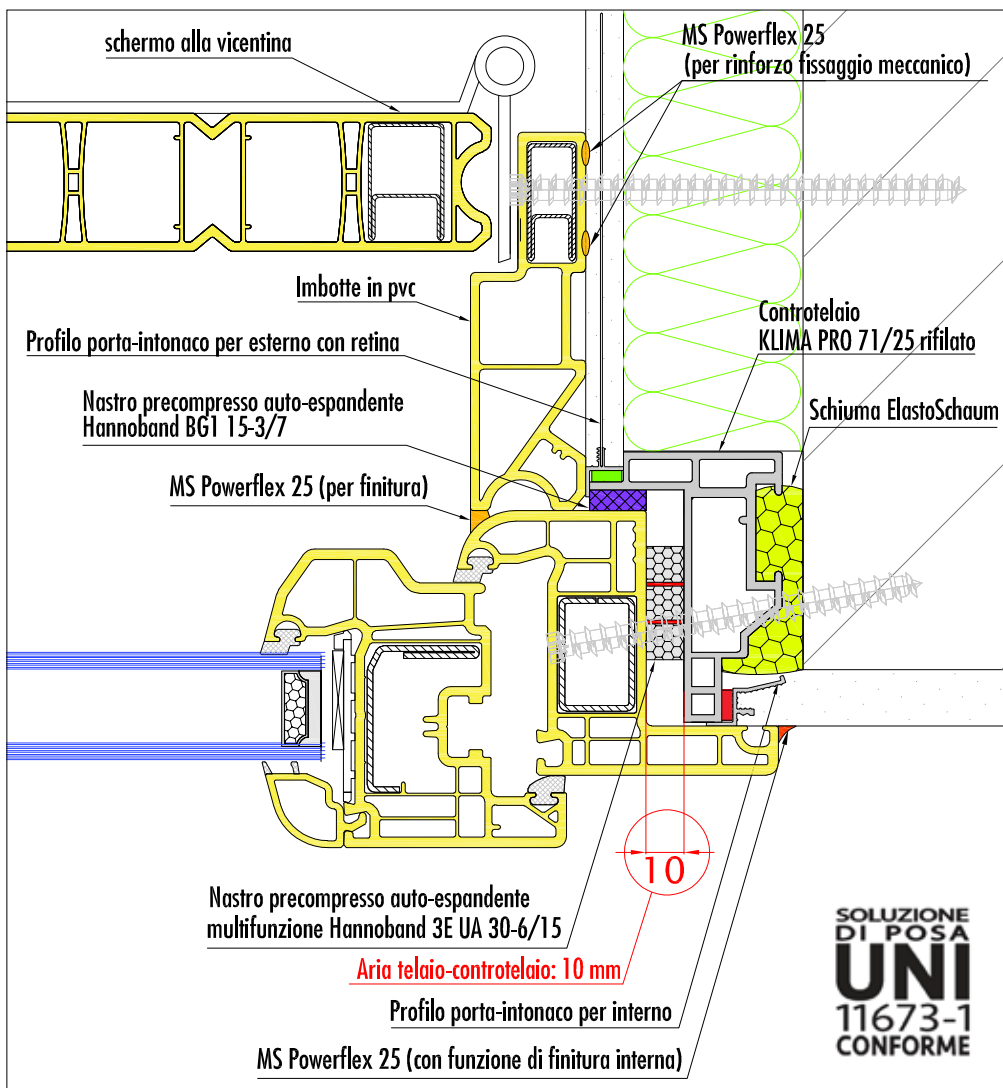 schermo alla vicentina
MS Powerflex 25
(per rinforzo fissaggio meccanico)
Imbotte in pvc
Controtelaio
KLIMA PRO 71/25 rifilato
Profilo porta-intonaco per esterno con retina
Nastro precompresso auto-espandente
Hannoband BG1 15-3/7
Schiuma ElastoSchaum
MS Powerflex 25 (per finitura)
10
Nastro precompresso auto-espandente
multifunzione Hannoband 3E UA 30-6/15
Aria telaio-controtelaio: 10 mm
Profilo porta-intonaco per interno
MS Powerflex 25 (con funzione di finitura interna)
SOLUZIONE
DI POSA
UNI
11673-1
CONFORME